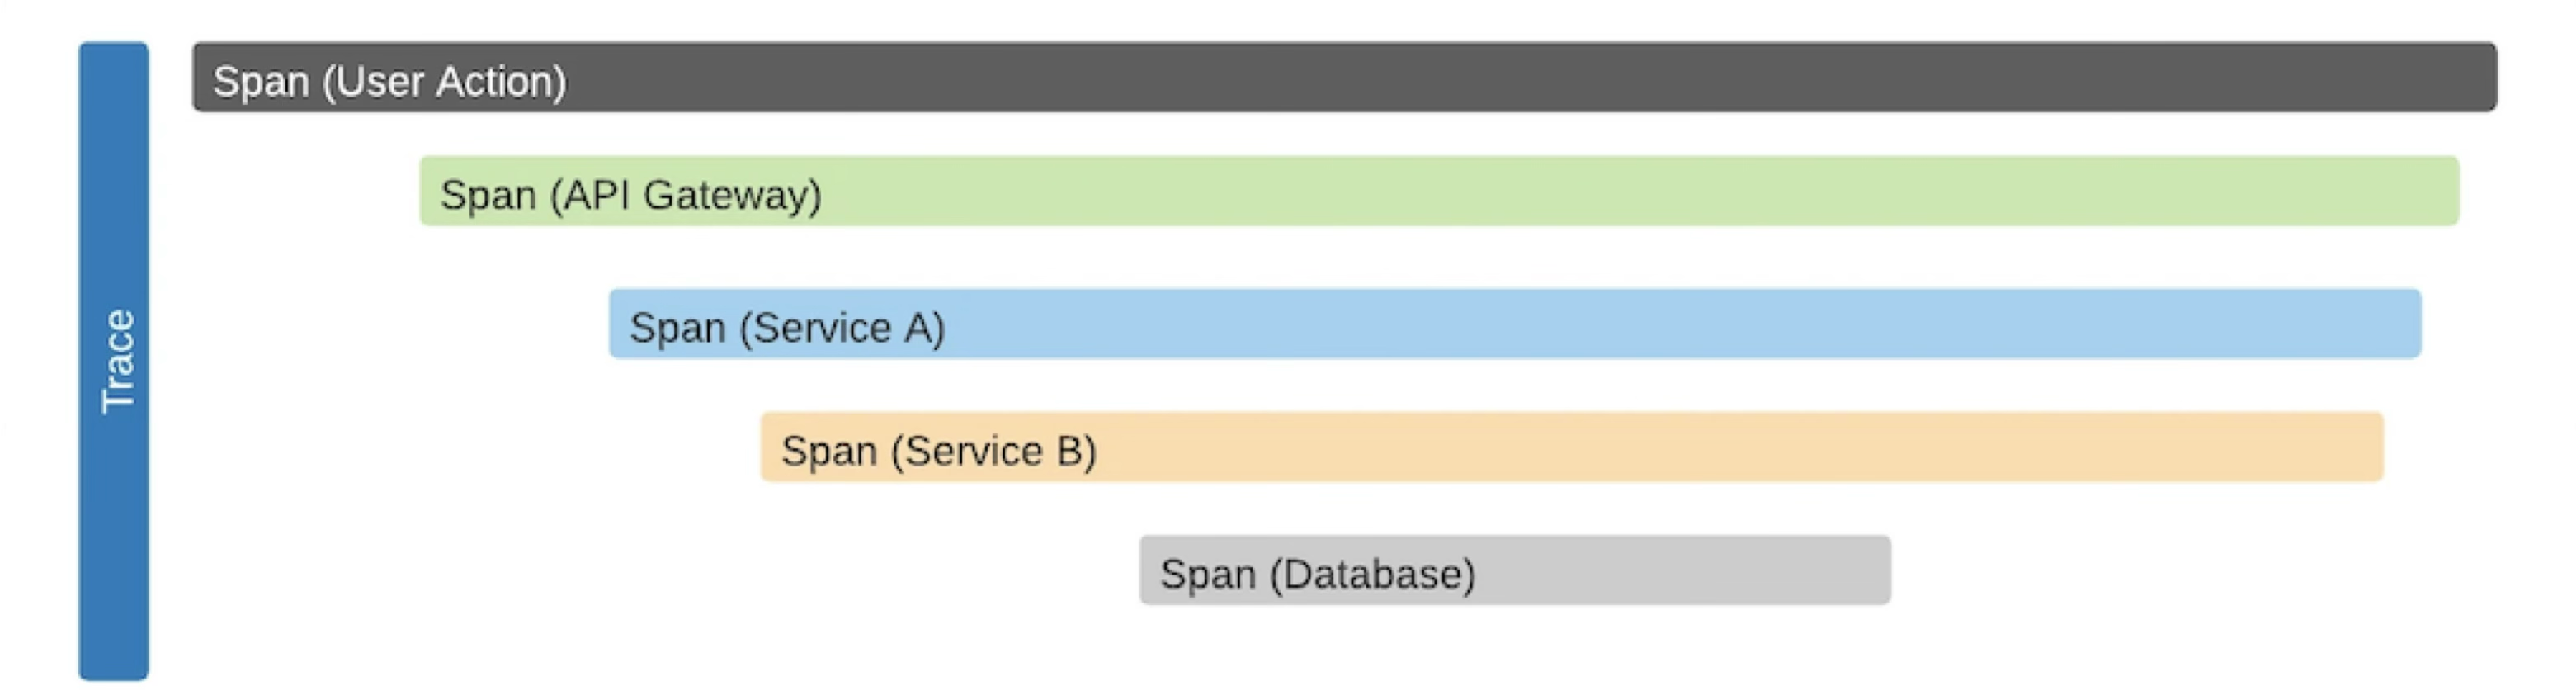 Trace
Span (User Action)
Span (API Gateway)
Span (Service A)
Span (Service B)
Span (Database)